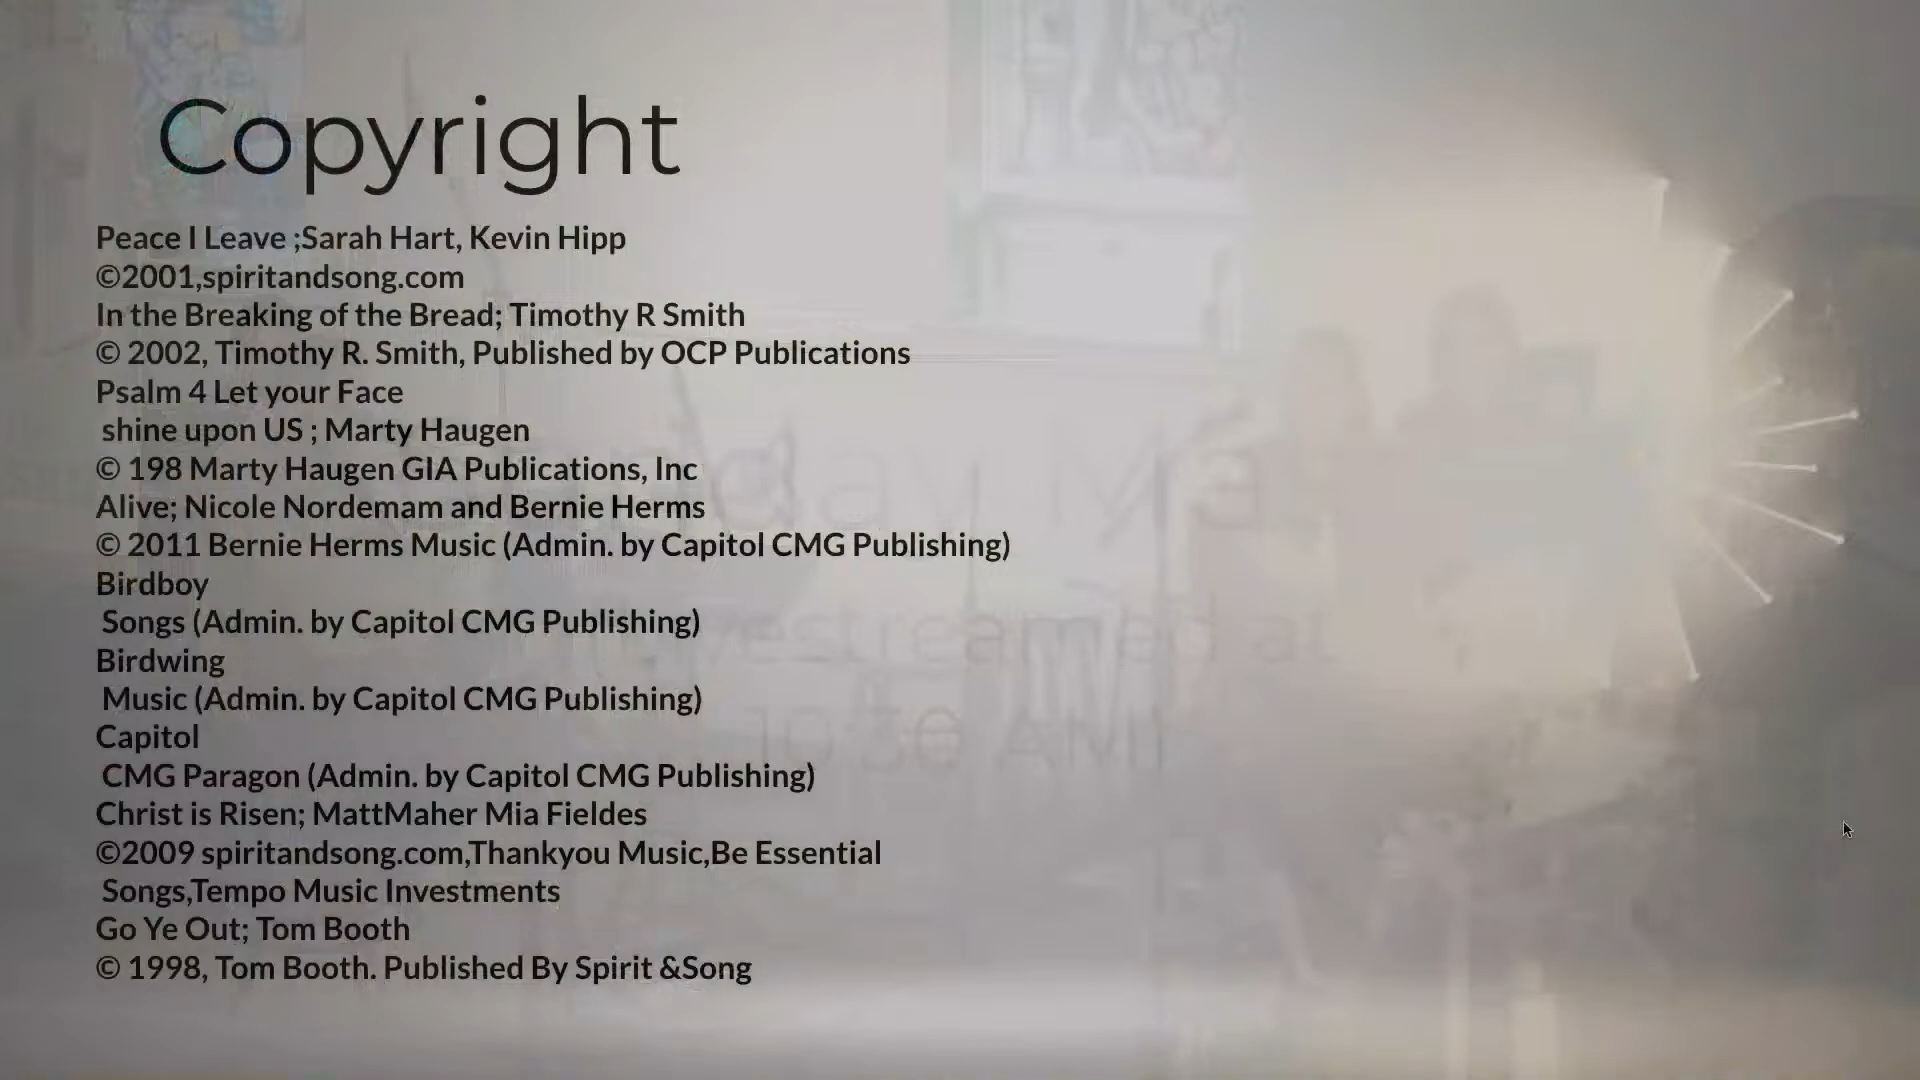 Copyright
Peace I Leave ;Sarah Hart, Kevin Hipp
©2001,spiritandsong.com
In the Breaking of the Bread; Timothy R Smith
© 2002, Timothy R. Smith, Published by OCP Publications
Psalm 4 Let your Face
shine upon US ; Marty Haugen
© 198 Marty Haugen GIA Publications, Inc
Alive; Nicole Nordemam and Bernie Herms
© 2011 Bernie Herms Music (Admin. by Capitol CMG Publishing)
Birdboy
Songs (Admin. by Capitol CMG Publishing)
Birdwing
Music (Admin. by Capitol CMG Publishing)
Capitol
CMG Paragon (Admin. by Capitol CMG Publishing)
Christ is Risen; MattMaher Mia Fieldes
©2009 spiritandsong.com,Thankyou Music,Be Essential
Songs,Tempo Music Investments
Go Ye Out; Tom Booth
© 1998, Tom Booth. Published By Spirit &Song